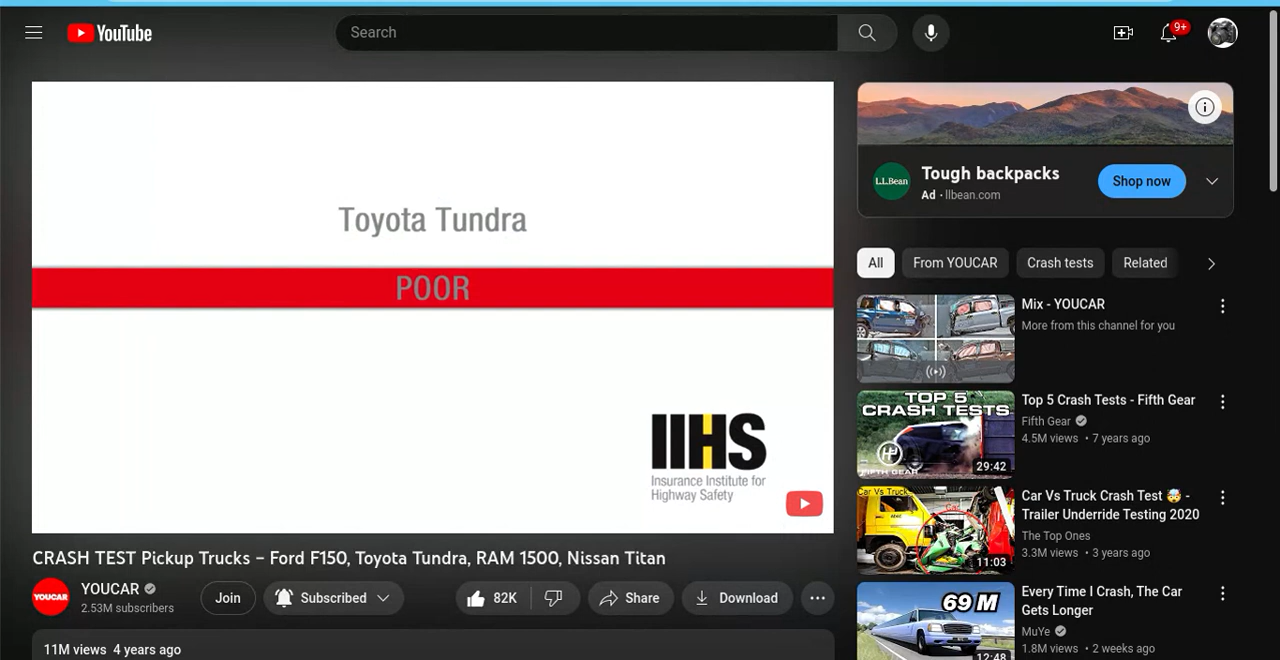 YouTube
Search
9+
Toyota Tundra
POOR
IIHS
Insurance Institute for
Highway Safety
CRASH TEST Pickup Trucks – Ford F150, Toyota Tundra, RAM 1500, Nissan Titan
YOUCAR
YOUCAR
2.53M subscribers
Join
Subscribed
82K
Share
Download
11M views 4 years ago
L.L.Bean
Tough backpacks
Ad · llbean.com
Shop now
All
From YOUCAR
Crash tests
Related
Mix - YOUCAR
More from this channel for you
TOP 5
CRASH TESTS
FIFTH GEAR
29:42
Top 5 Crash Tests - Fifth Gear
Fifth Gear
4.5M views • 7 years ago
Car Vs Truck
Car
11:03
Car Vs Truck Crash Test 🤯 -
Trailer Underride Testing 2020
The Top Ones
3.3M views • 3 years ago
69 M
12:48
Every Time I Crash, The Car
Gets Longer
MuYe
1.8M views • 2 weeks ago